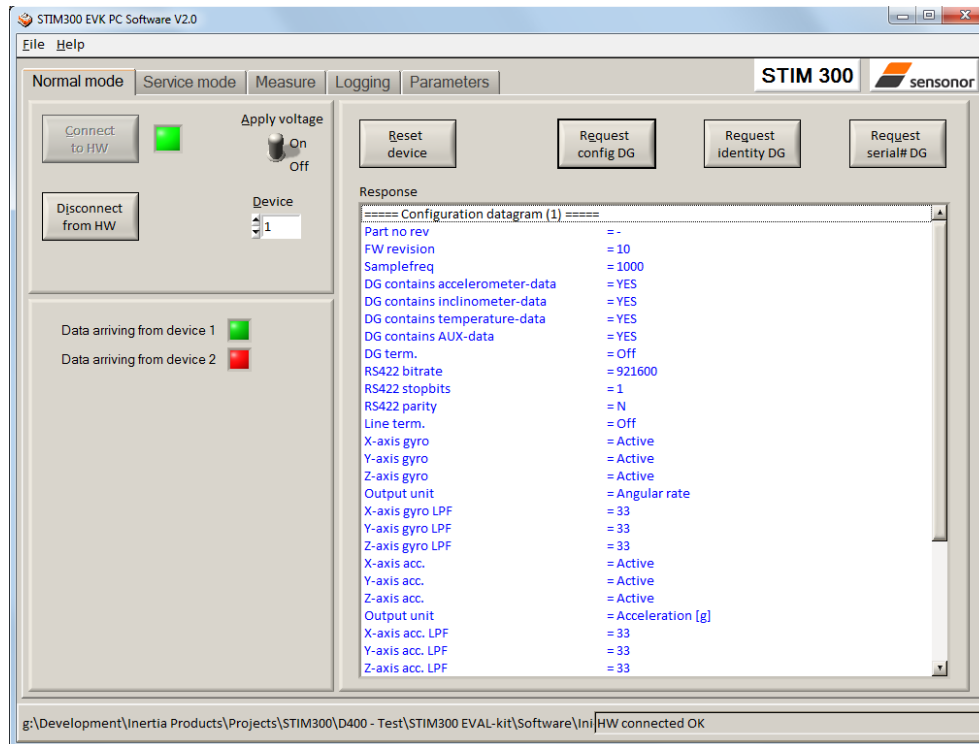 STIM300 EVK PC Software V2.0
File Help
Normal mode Service mode Measure Logging Parameters
STIM 300 sensonor
Connect to HW
Apply voltage
On
Off
Disconnect from HW
Device
1
Data arriving from device 1
Data arriving from device 2
Reset device
Request config DG
Request identity DG
Request serial# DG
Response
===== Configuration datagram (1) =====
Part no rev = -
FW revision = 10
Samplefreq = 1000
DG contains accelerometer-data = YES
DG contains inclinometer-data = YES
DG contains temperature-data = YES
DG contains AUX-data = YES
DG term. = Off
RS422 bitrate = 921600
RS422 stopbits = 1
RS422 parity = N
Line term. = Off
X-axis gyro = Active
Y-axis gyro = Active
Z-axis gyro = Active
Output unit = Angular rate
X-axis gyro LPF = 33
Y-axis gyro LPF = 33
Z-axis gyro LPF = 33
X-axis acc. = Active
Y-axis acc. = Active
Z-axis acc. = Active
Output unit = Acceleration [g]
X-axis acc. LPF = 33
Y-axis acc. LPF = 33
Z-axis acc. LPF = 33
g:\Development\Inertia Products\Projects\STIM300\D400 - Test\STIM300 EVAL-kit\Software\Ini HW connected OK